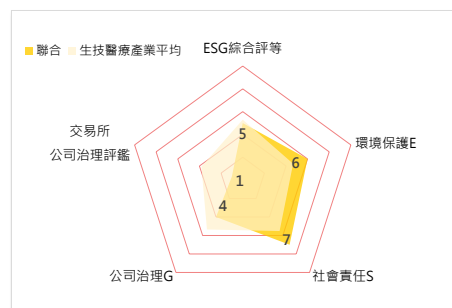 ESG綜合評等
聯合 生技醫療產業平均
交易所
公司治理評鑑
環境保護E
5
6
1
4
7
公司治理G
社會責任S